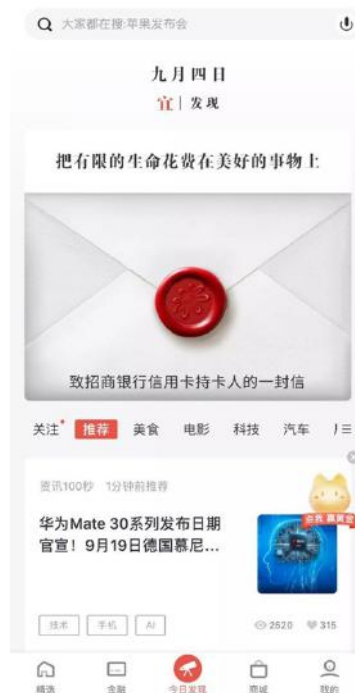 大家都在搜:苹果发布会
九月四日
宜 | 发现
把有限的生命花费在美好的事物上
致招商银行信用卡持卡人的一封信
关注 推荐 美食 电影 科技 汽车
资讯100秒 1分钟前推荐
点我 赢黄金
华为Mate 30系列发布日期
官宣！9月19日德国慕尼...
技术 手机 AI
2520 315
精选 金融 今日发现 商城 我的